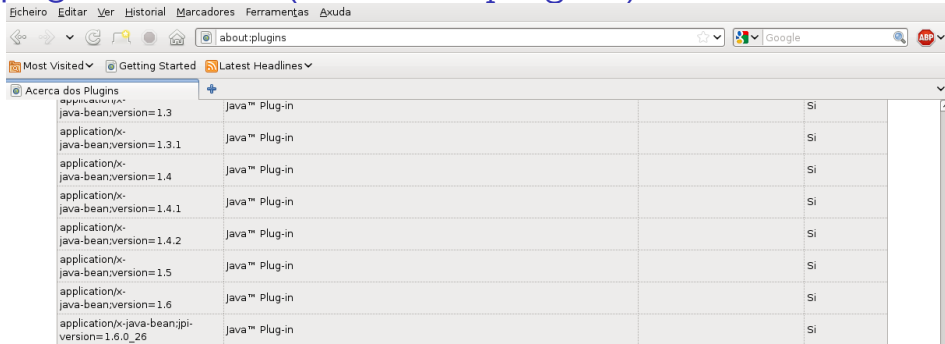 Ficheiro Editar Ver Historial Marcadores Ferramentas Axuda
about:plugins Google ABP
Most Visited Getting Started Latest Headlines
Acerca dos Plugins
application/x-
java-bean;version=1.3 Java™ Plug-in Si
application/x-
java-bean;version=1.3.1 Java™ Plug-in Si
application/x-
java-bean;version=1.4 Java™ Plug-in Si
application/x-
java-bean;version=1.4.1 Java™ Plug-in Si
application/x-
java-bean;version=1.4.2 Java™ Plug-in Si
application/x-
java-bean;version=1.5 Java™ Plug-in Si
application/x-
java-bean;version=1.6 Java™ Plug-in Si
application/x-java-bean;jpi-
version=1.6.0_26 Java™ Plug-in Si